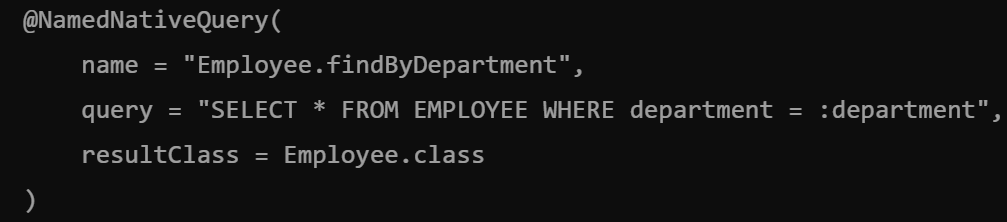 @NamedNativeQuery(
    name = "Employee.findByDepartment",
    query = "SELECT * FROM EMPLOYEE WHERE department = :department",
    resultClass = Employee.class
)